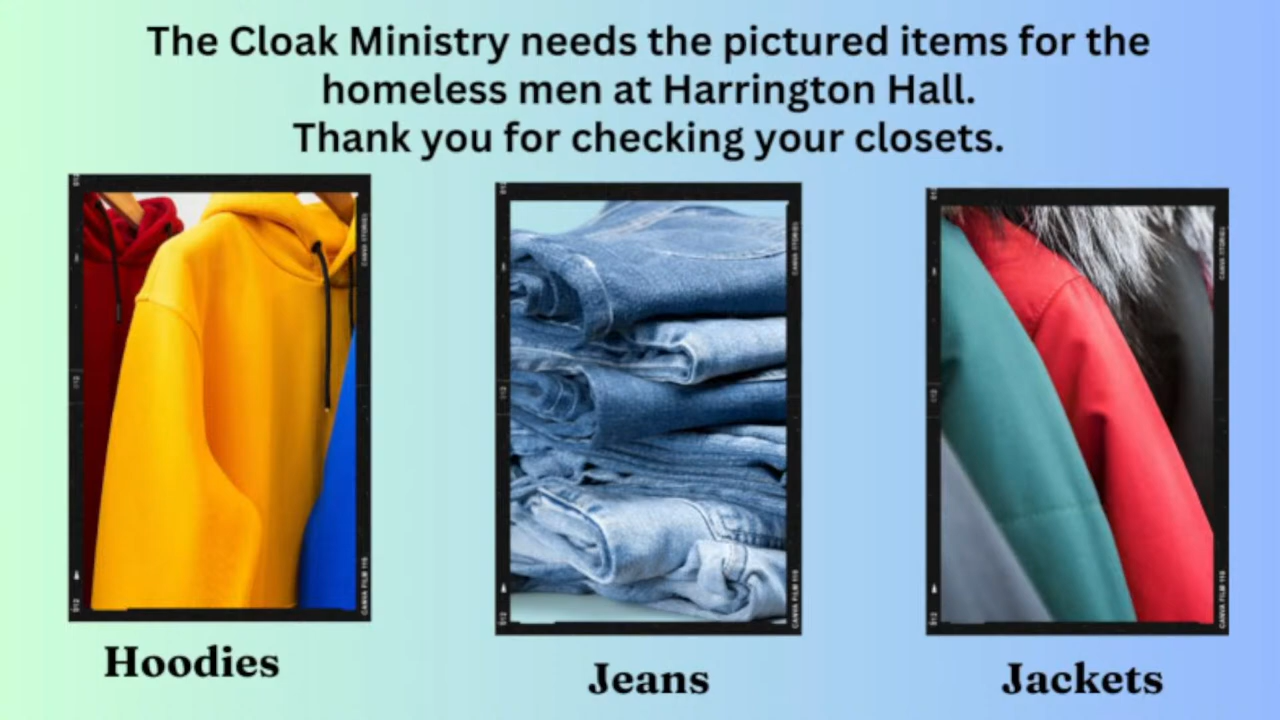 The Cloak Ministry needs the pictured items for the
homeless men at Harrington Hall.
Thank you for checking your closets.
Hoodies
Jeans
Jackets